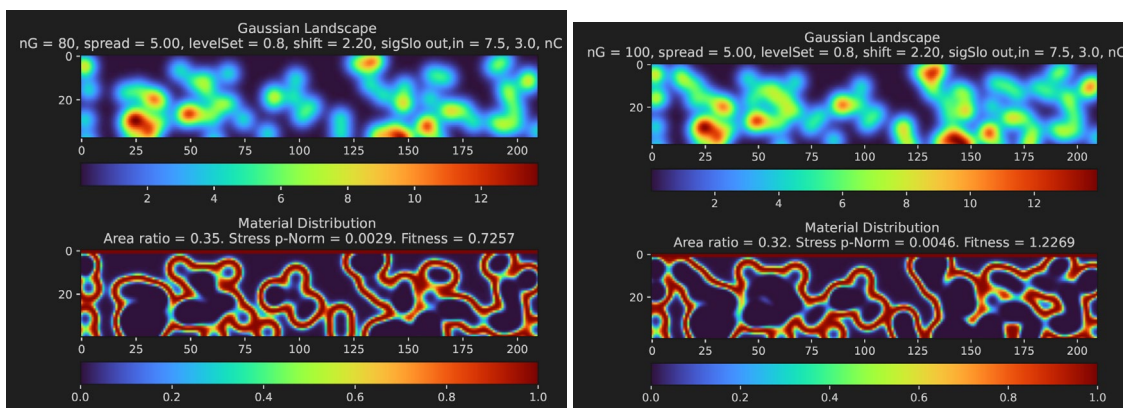 Gaussian Landscape
nG = 80, spread = 5.00, levelSet = 0.8, shift = 2.20, sigSlo out,in = 7.5, 3.0, nC
0
20
0 25 50 75 100 125 150 175 200
2 4 6 8 10 12
Material Distribution
Area ratio = 0.35. Stress p-Norm = 0.0029. Fitness = 0.7257
0
20
0 25 50 75 100 125 150 175 200
0.0 0.2 0.4 0.6 0.8 1.0
Gaussian Landscape
nG = 100, spread = 5.00, levelSet = 0.8, shift = 2.20, sigSlo out,in = 7.5, 3.0, nC
0
20
0 25 50 75 100 125 150 175 200
2 4 6 8 10 12
Material Distribution
Area ratio = 0.32. Stress p-Norm = 0.0046. Fitness = 1.2269
0
20
0 25 50 75 100 125 150 175 200
0.0 0.2 0.4 0.6 0.8 1.0